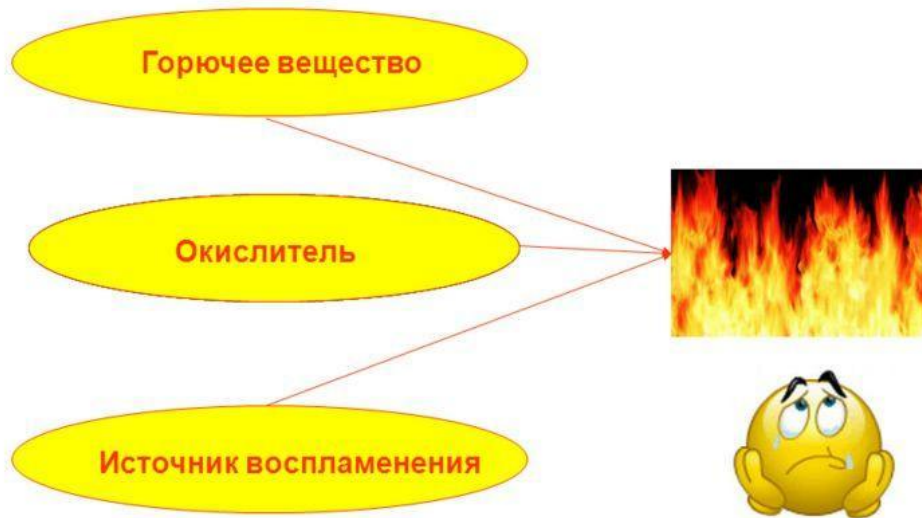 Горючее вещество
Окислитель
Источник воспламенения